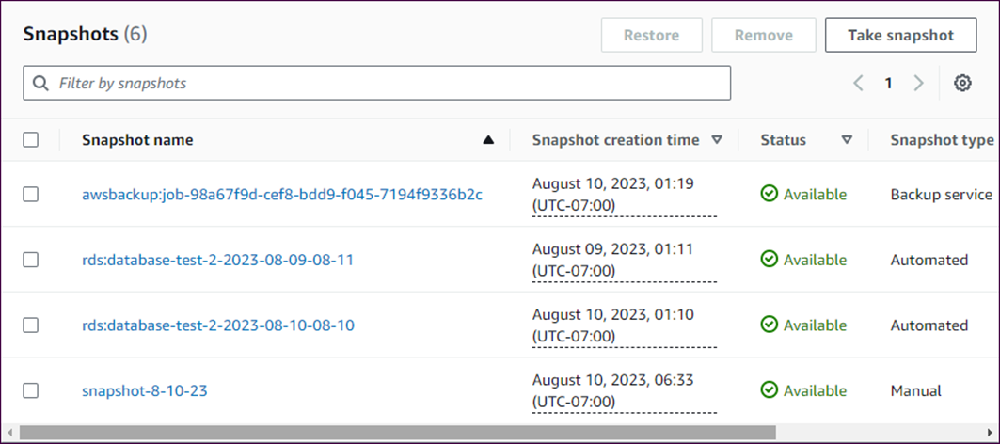 Snapshots (6)
Restore
Remove
Take snapshot
Filter by snapshots
1
Snapshot name
Snapshot creation time
Status
Snapshot type
awsbackup:job-98a67f9d-cef8-bdd9-f045-7194f9336b2c
August 10, 2023, 01:19
(UTC-07:00)
Available
Backup service
rds:database-test-2-2023-08-09-08-11
August 09, 2023, 01:11
(UTC-07:00)
Available
Automated
rds:database-test-2-2023-08-10-08-10
August 10, 2023, 01:10
(UTC-07:00)
Available
Automated
snapshot-8-10-23
August 10, 2023, 06:33
(UTC-07:00)
Available
Manual